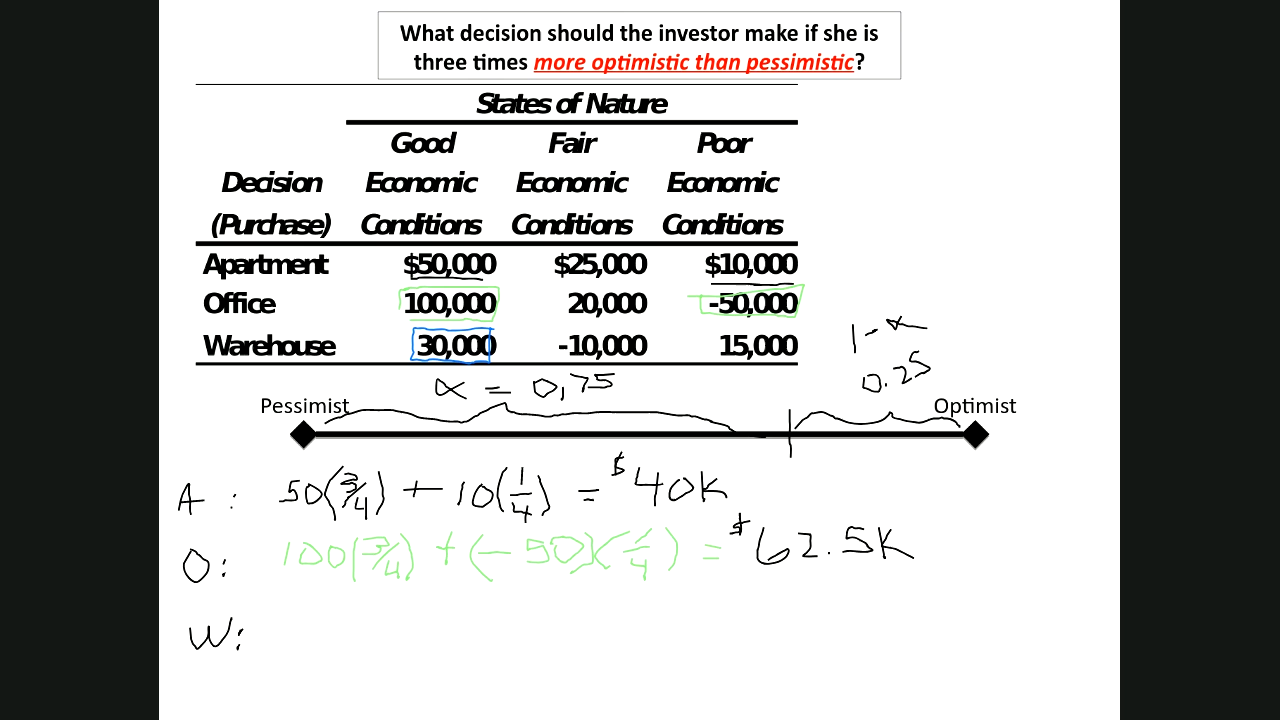 What decision should the investor make if she is
three times more optimistic than pessimistic?
States of Nature
Good Fair Poor
Decision Economic Economic Economic
(Purchase) Conditions Conditions Conditions
Apartment $50,000 $25,000 $10,000
Office 100,000 20,000 -50,000
Warehouse 30,000 -10,000 15,000
1-α
0.25
α = 0,75
Pessimist Optimist
A: 50(3/4) + 10(1/4) = $40K
O: 100(3/4) + (-50)(1/4) = $62.5K
W: